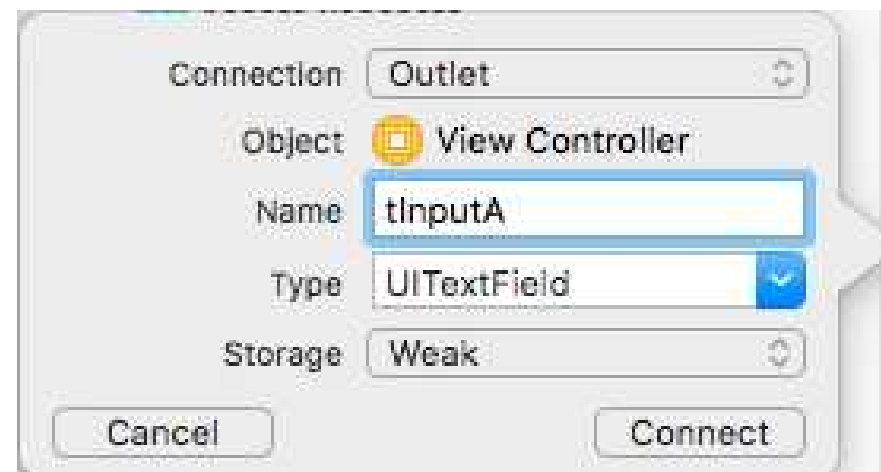 Connection Outlet
Object View Controller
Name tInputA
Type UITextField
Storage Weak
Cancel Connect